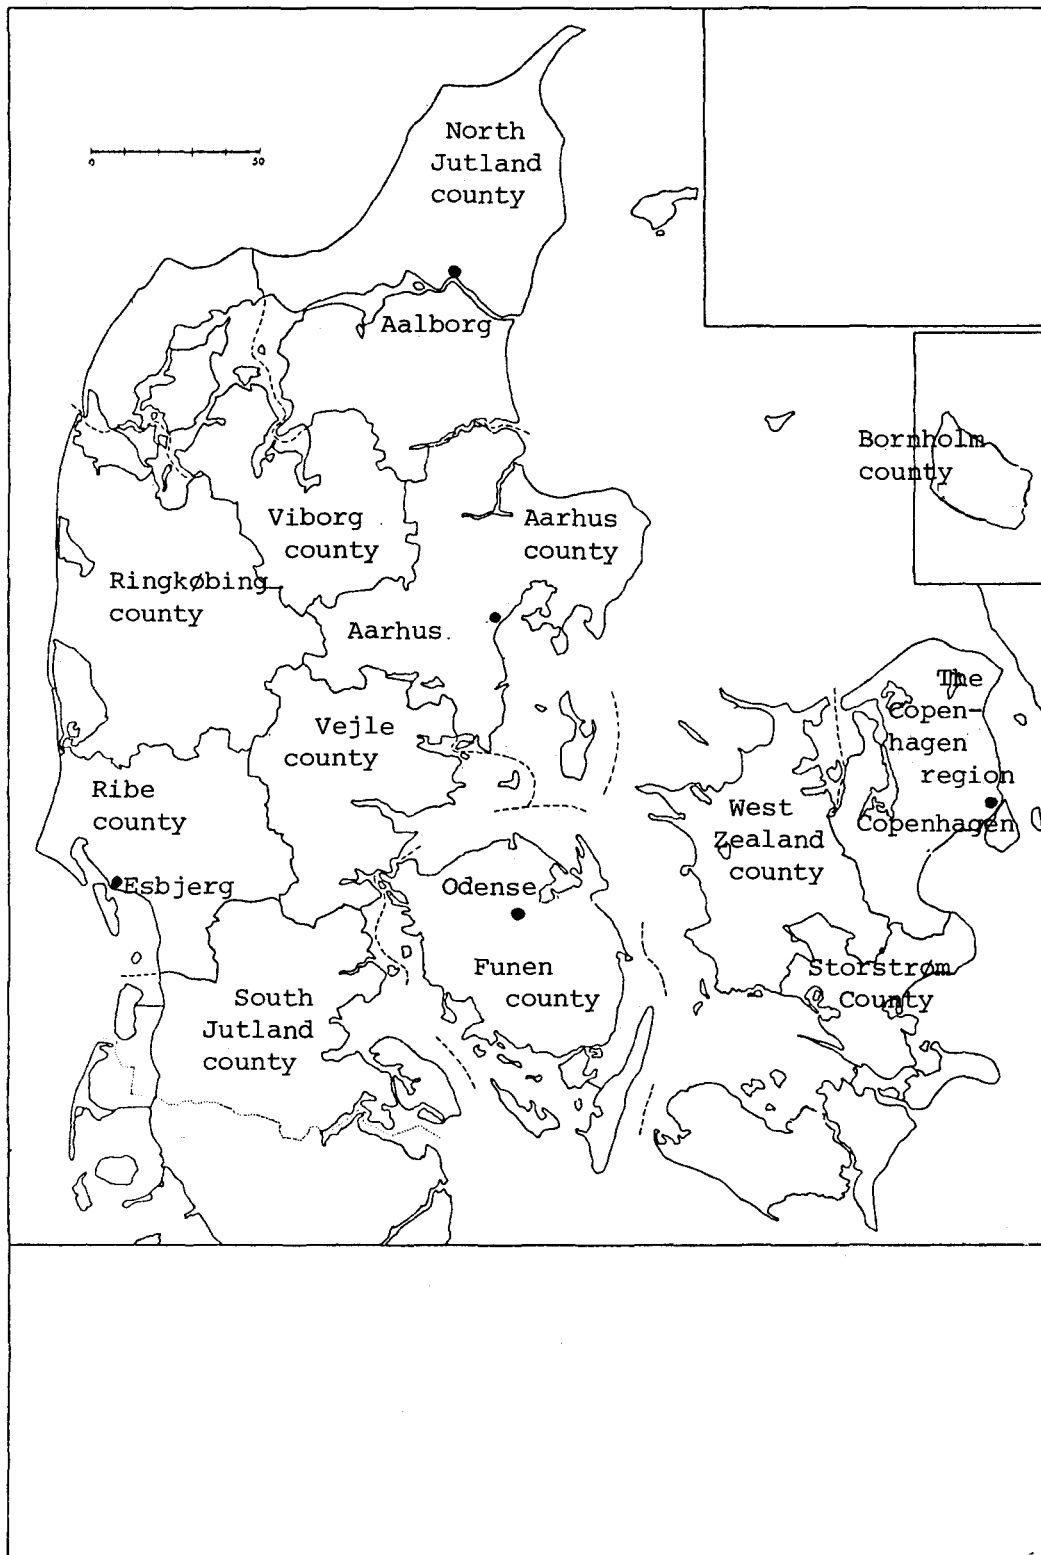 North
Jutland
county
0 50
Aalborg
Bornholm
county
Viborg
county
Aarhus
county
Ringkøbing
county
Aarhus
The
Copen-
hagen
region
Vejle
county
Ribe
county
West
Zealand
county
Copenhagen
Esbjerg
Odense
Funen
county
Storstrøm
County
South
Jutland
county